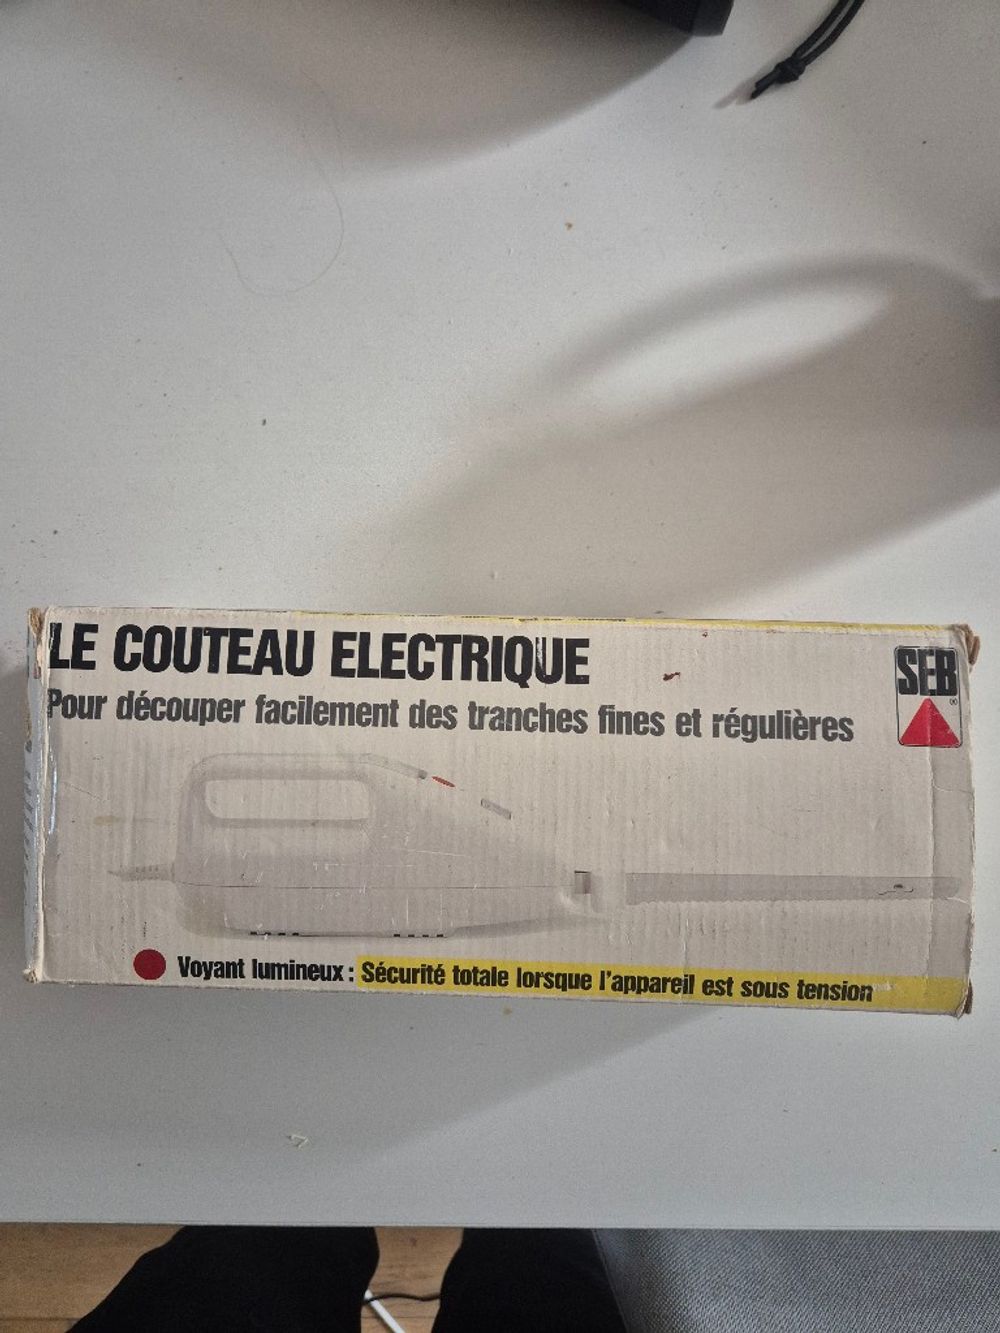 LE COUTEAU ELECTRIQUE
SEB
®
Pour découper facilement des tranches fines et régulières
Voyant lumineux : Sécurité totale lorsque l'appareil est sous tension